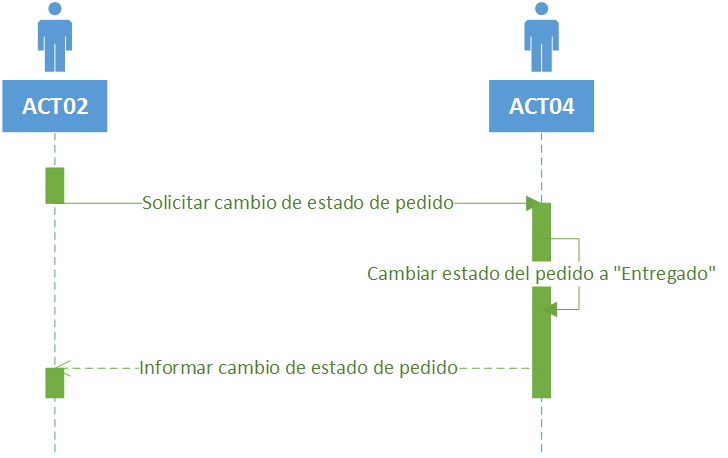 ACT02
ACT04
Solicitar cambio de estado de pedido
Cambiar estado del pedido a "Entregado"
Informar cambio de estado de pedido